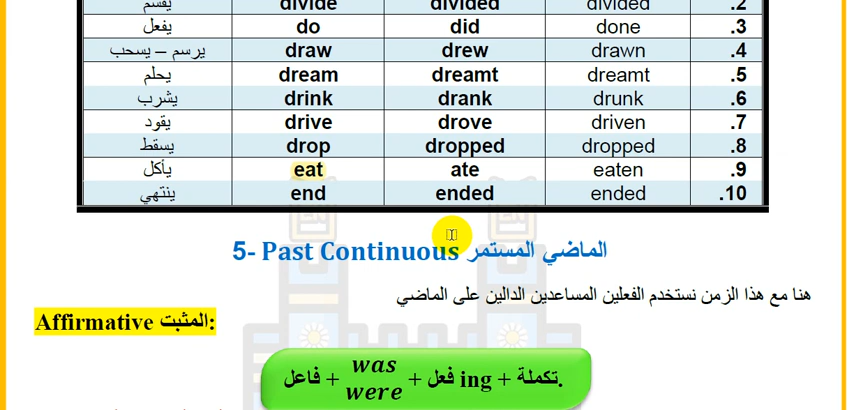 يقسم divide divided divided .2
يفعل do did done .3
يرسم – يسحب draw drew drawn .4
يحلم dream dreamt dreamt .5
يشرب drink drank drunk .6
يقود drive drove driven .7
يسقط drop dropped dropped .8
يأكل eat ate eaten .9
ينتهي end ended ended .10
5- Past Continuous الماضي المستمر
هنا مع هذا الزمن نستخدم الفعلين المساعدين الدالين على الماضي
Affirmative المثبت:
فاعل + was were + فعل ing + تكملة.